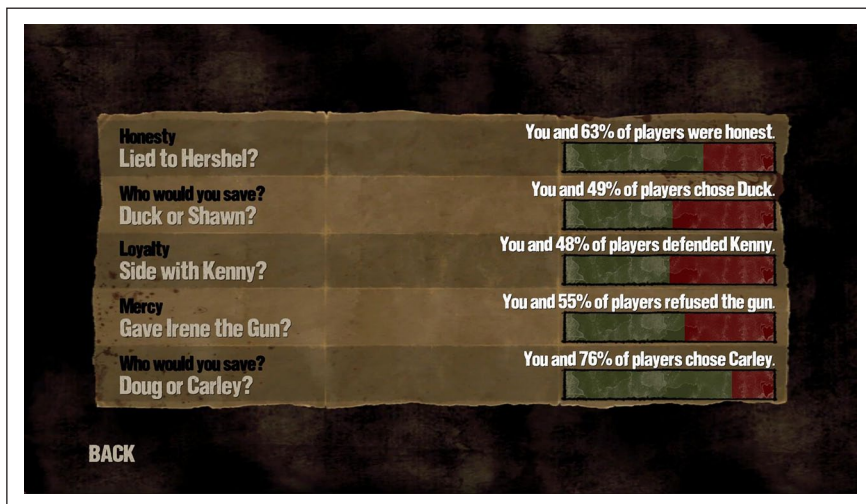 Honesty
You and 63% of players were honest.
Lied to Hershel?
Who would you save?
You and 49% of players chose Duck.
Duck or Shawn?
Loyalty
You and 48% of players defended Kenny.
Side with Kenny?
Mercy
You and 55% of players refused the gun.
Gave Irene the Gun?
Who would you save?
You and 76% of players chose Carley.
Doug or Carley?
BACK